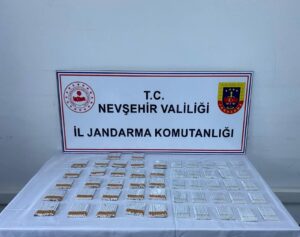 T.C.
NEVŞEHİR VALİLİĞİ
İL JANDARMA KOMUTANLIĞI